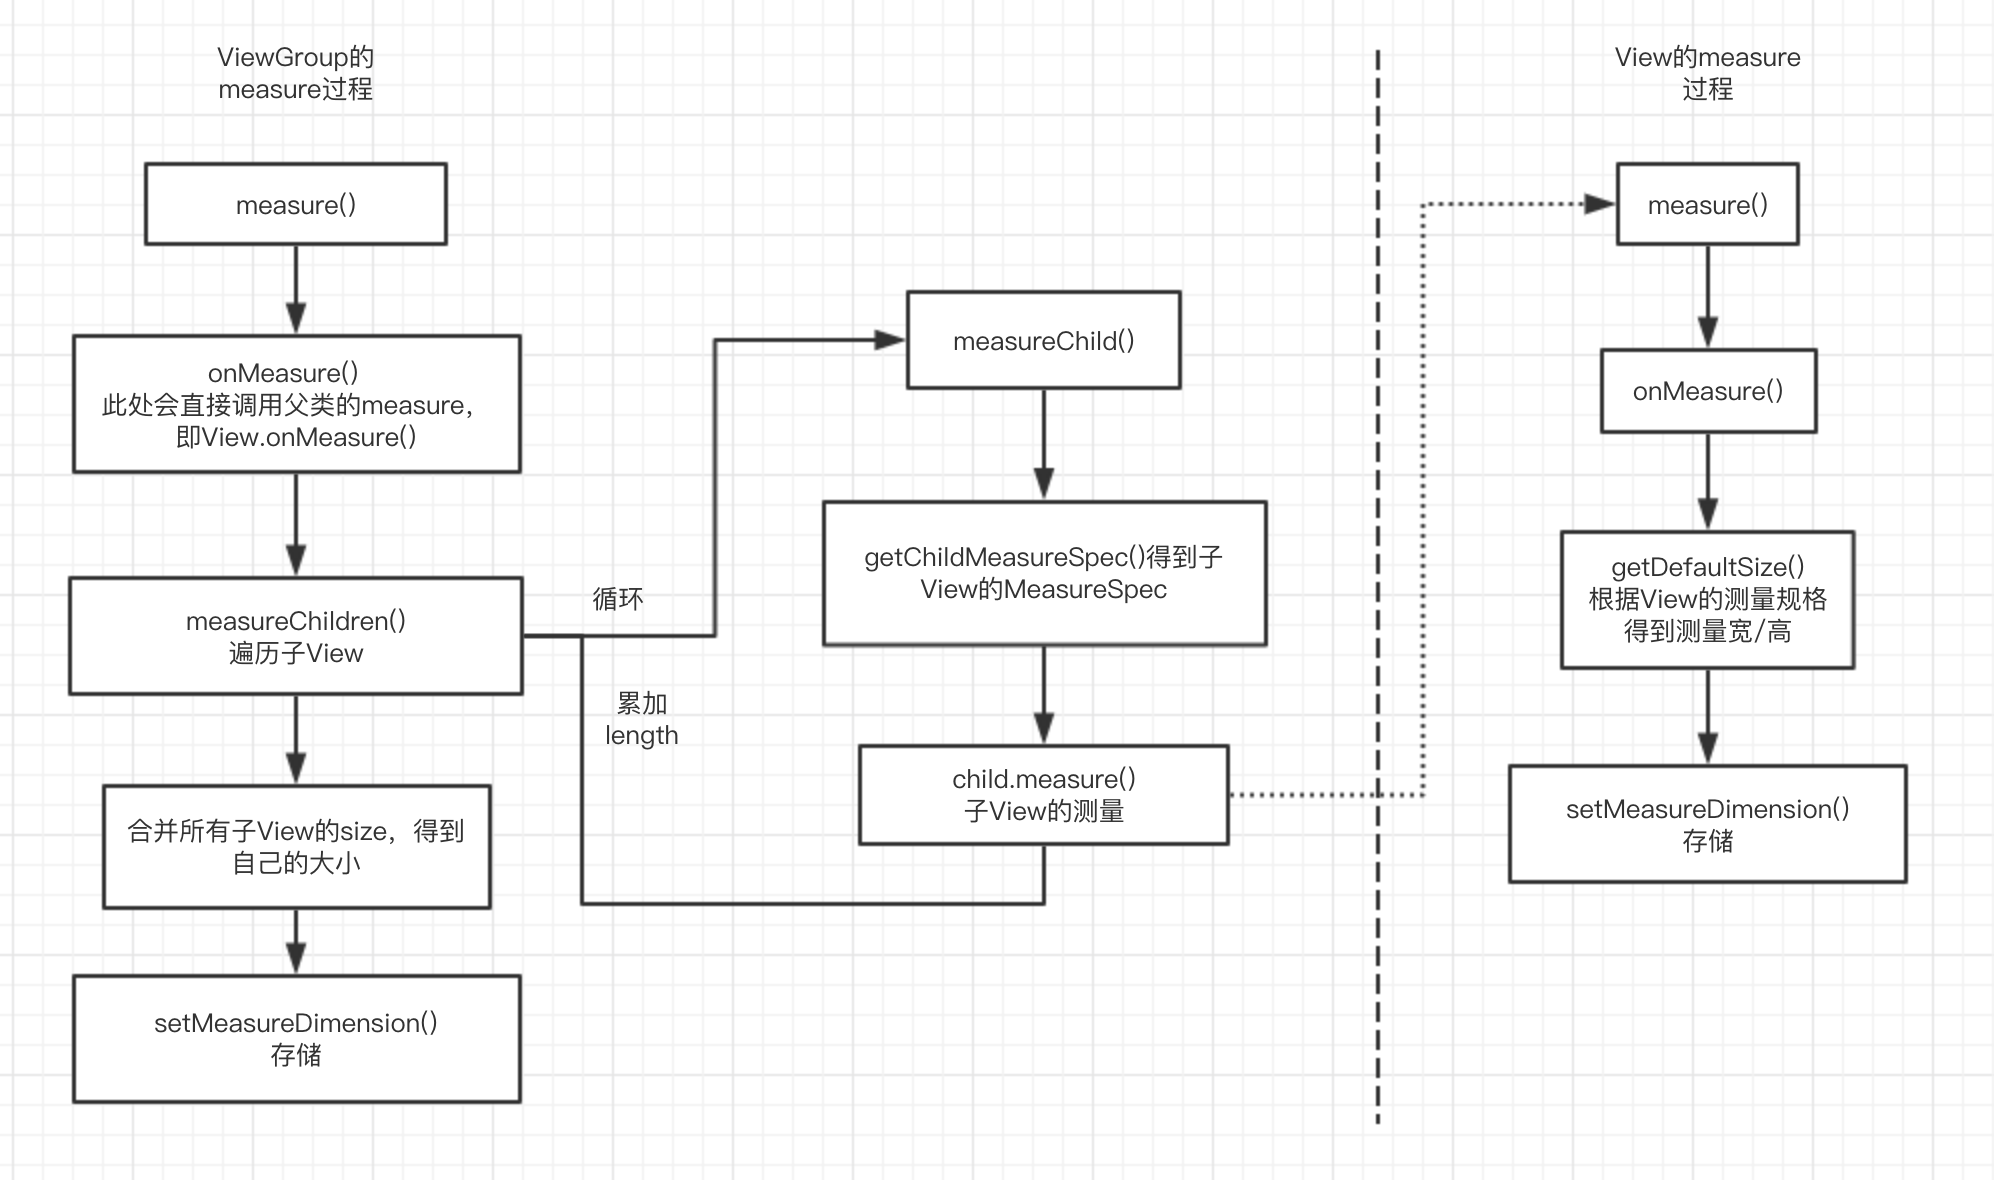 ViewGroup的
measure过程
measure()
onMeasure()
此处会直接调用父类的measure，
即View.onMeasure()
measureChildren()
遍历子View
合并所有子View的size，得到
自己的大小
setMeasureDimension()
存储
循环
累加
length
measureChild()
getChildMeasureSpec()得到子
View的MeasureSpec
child.measure()
子View的测量
View的measure
过程
measure()
onMeasure()
getDefaultSize()
根据View的测量规格
得到测量宽/高
setMeasureDimension()
存储